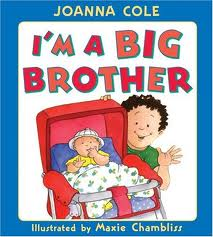 JOANNA COLE
I'M A BIG
BROTHER
Illustrated by Maxie Chambliss